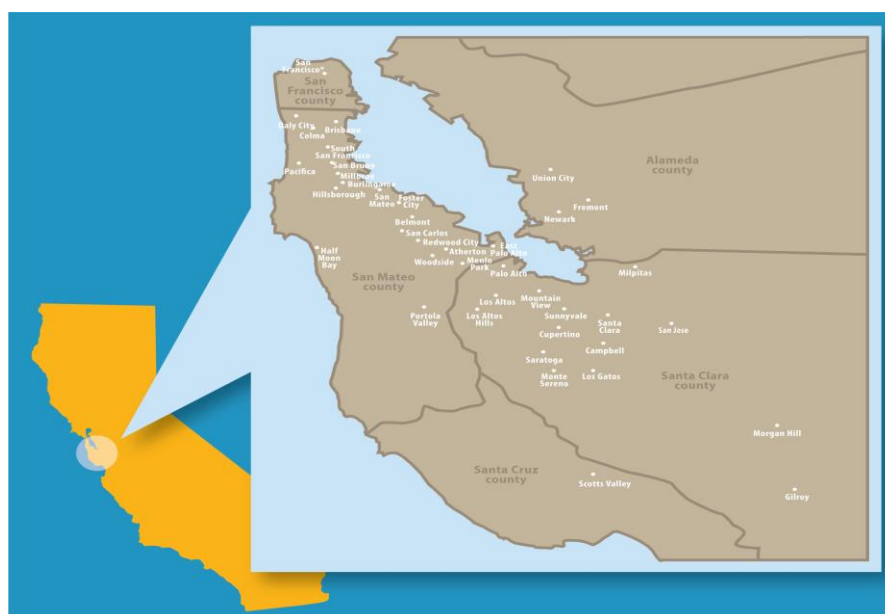 San
Francisco
San
Francisco
county
Daly City
Colma
Brisbane
South
San Francisco
San Bruno
Pacifica
Millbrae
Burlingame
Hillsborough
San
Mateo
Foster
City
Belmont
San Carlos
Redwood City
Atherton
Woodside
Menlo
Park
East
Palo Alto
Palo Alto
Half
Moon
Bay
San Mateo
county
Portola
Valley
Alameda
county
Union City
Fremont
Newark
Milpitas
Los Altos
Mountain
View
Los Altos
Hills
Sunnyvale
Santa
Clara
San Jose
Cupertino
Campbell
Saratoga
Monte
Sereno
Los Gatos
Santa Clara
county
Morgan Hill
Gilroy
Santa Cruz
county
Scotts Valley